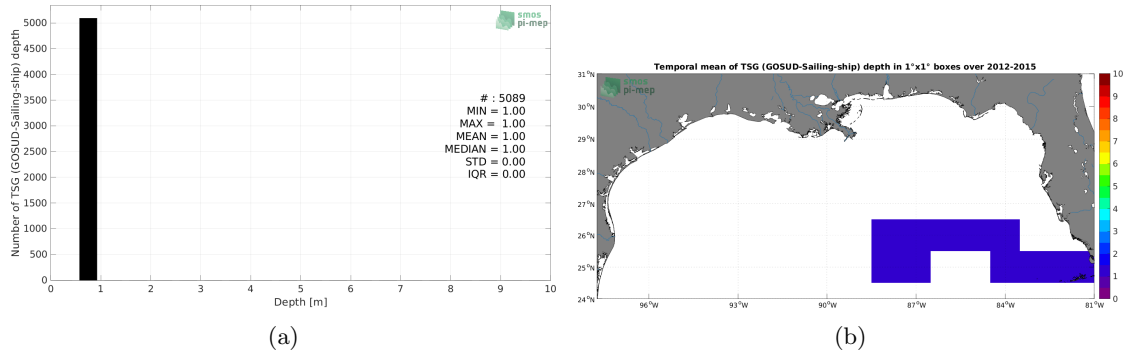 5000
4500
4000
3500
3000
2500
2000
1500
1000
500
0
Number of TSG (GOSUD-Sailing-ship) depth
smos
pi-mep
# : 5089
MIN = 1.00
MAX = 1.00
MEAN = 1.00
MEDIAN = 1.00
STD = 0.00
IQR = 0.00
0 1 2 3 4 5 6 7 8 9 10
Depth [m]
(a)
Temporal mean of TSG (GOSUD-Sailing-ship) depth in 1°x1° boxes over 2012-2015
smos
pi-mep
31°N
30°N
29°N
28°N
27°N
26°N
25°N
24°N
96°W 93°W 90°W 87°W 84°W 81°W
10
9
8
7
6
5
4
3
2
1
0
(b)